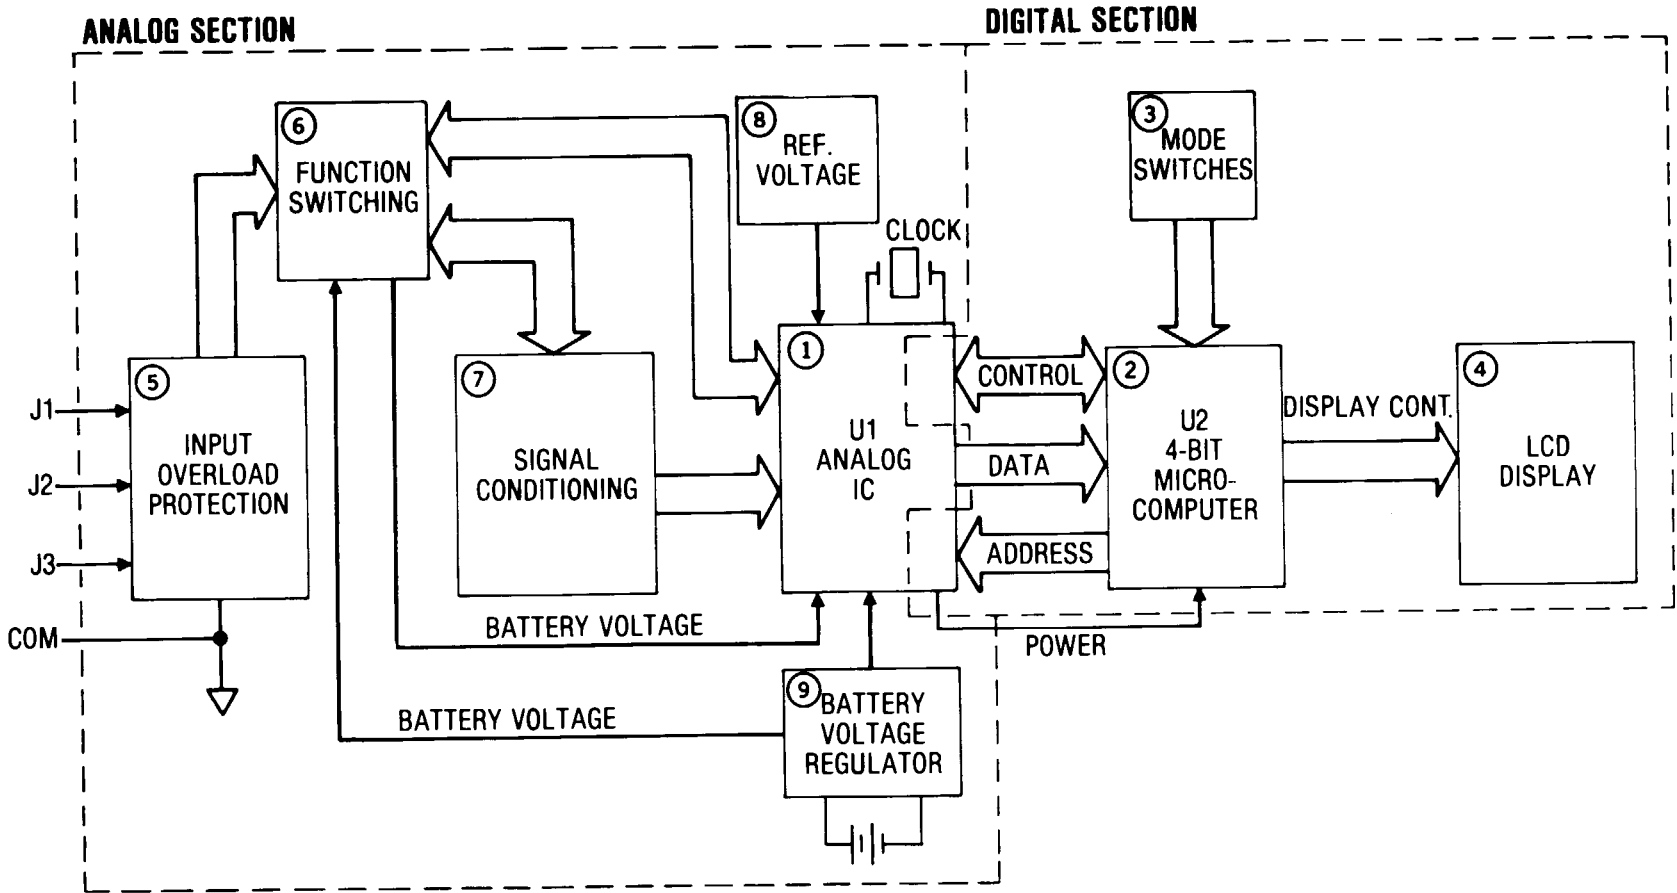 ANALOG SECTION
DIGITAL SECTION
6
FUNCTION
SWITCHING
8
REF.
VOLTAGE
CLOCK
3
MODE
SWITCHES
5
INPUT
OVERLOAD
PROTECTION
J1
J2
J3
COM
7
SIGNAL
CONDITIONING
1
U1
ANALOG
IC
CONTROL
DATA
ADDRESS
2
U2
4-BIT
MICRO-
COMPUTER
DISPLAY CONT.
4
LCD
DISPLAY
BATTERY VOLTAGE
POWER
BATTERY VOLTAGE
9
BATTERY
VOLTAGE
REGULATOR